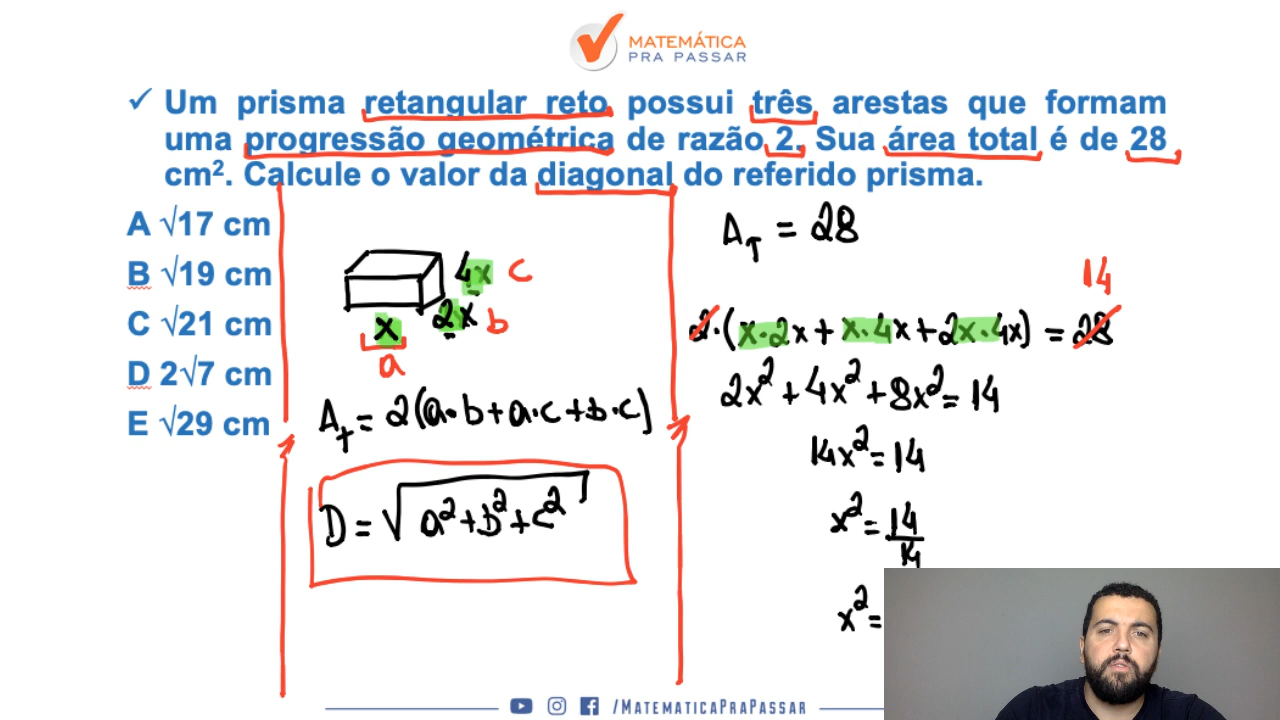 MATEMÁTICA
PRA PASSAR
✓ Um prisma retangular reto possui três arestas que formam
uma progressão geométrica de razão 2. Sua área total é de 28
cm². Calcule o valor da diagonal do referido prisma.
A √17 cm
B √19 cm
C √21 cm
D 2√7 cm
E √29 cm
4x c
2x b
x
a
A_T = 2(a·b+a·c+b·c)
D = √a²+b²+c²
A_T = 28
14
2·(x·2x+x·4x+2x·4x) = 28
2x²+4x²+8x²=14
14x²=14
x²=14/14
x²=
/MATEMATICAPRAPASSAR